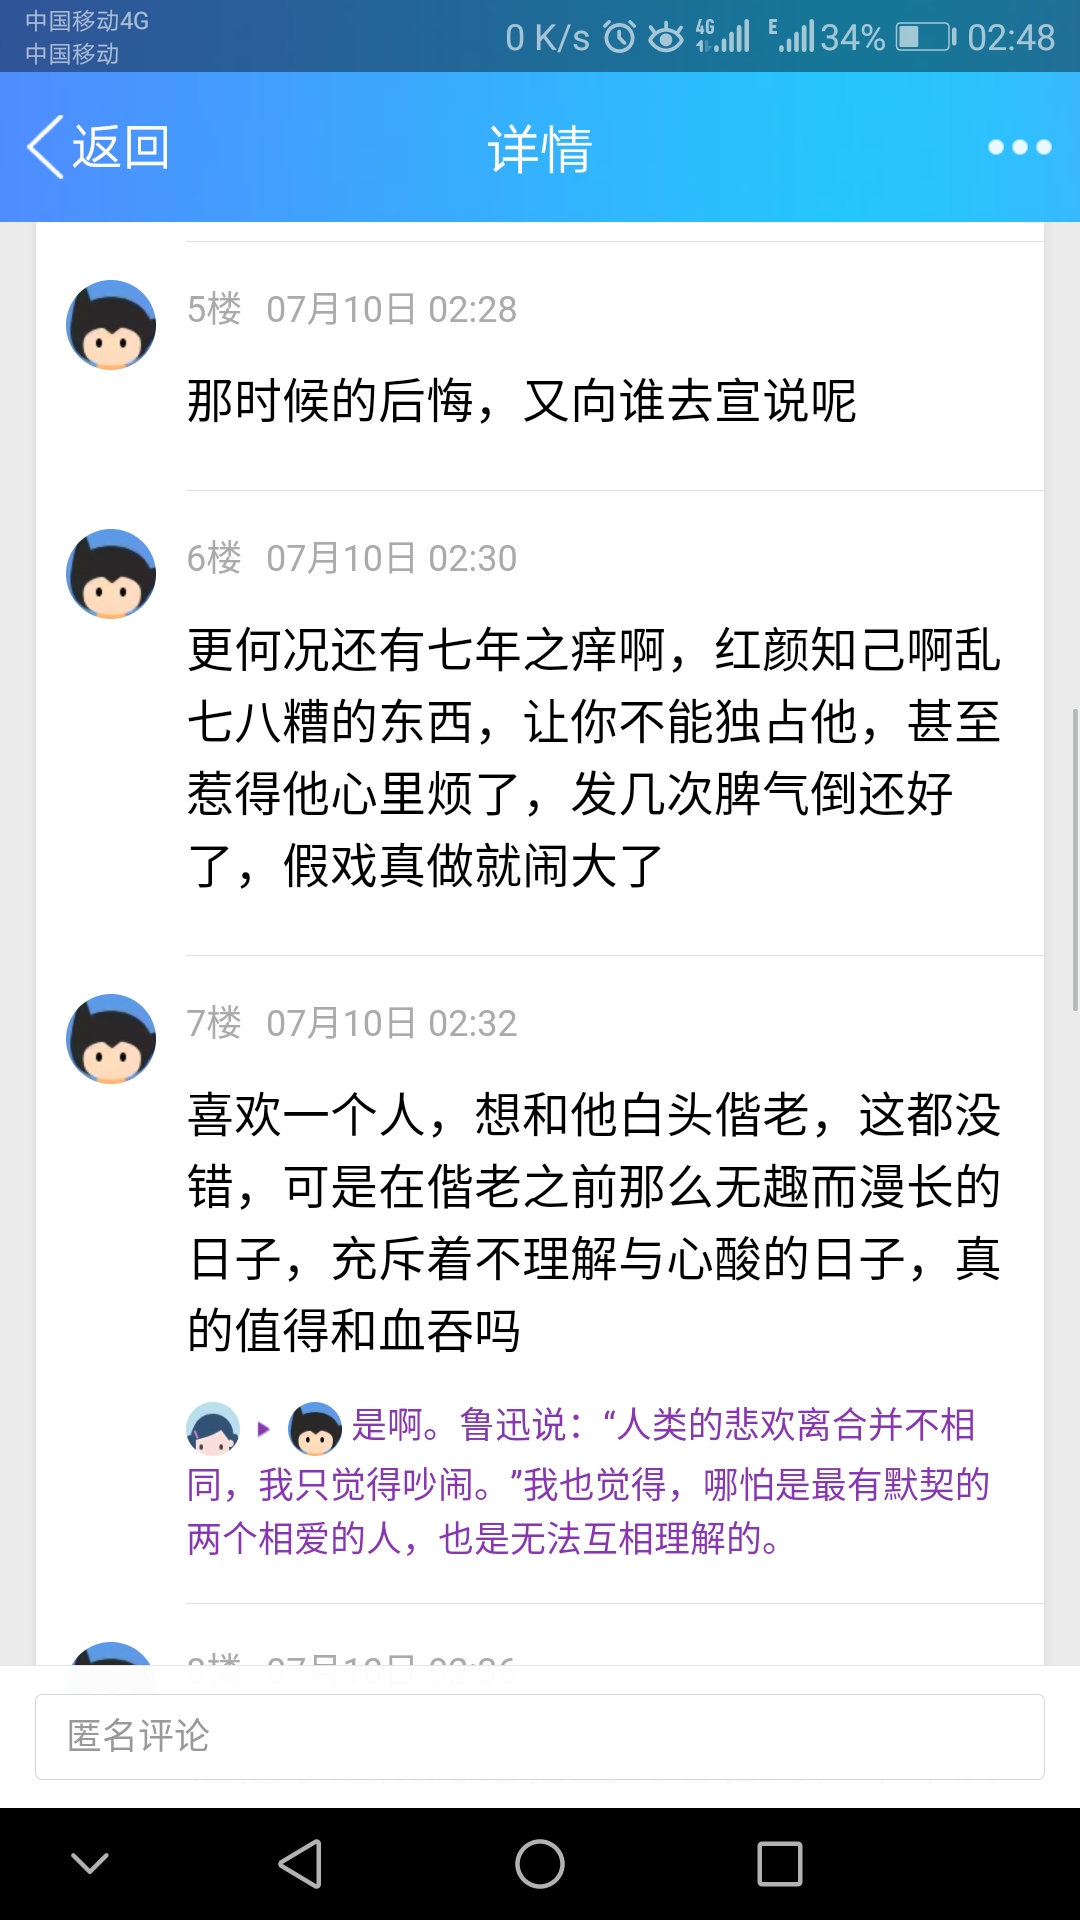 中国移动4G
中国移动
0 K/s 4G E 34% 02:48
返回 详情
5楼 07月10日 02:28
那时候的后悔，又向谁去宣说呢
6楼 07月10日 02:30
更何况还有七年之痒啊，红颜知己啊乱
七八糟的东西，让你不能独占他，甚至
惹得他心里烦了，发几次脾气倒还好
了，假戏真做就闹大了
7楼 07月10日 02:32
喜欢一个人，想和他白头偕老，这都没
错，可是在偕老之前那么无趣而漫长的
日子，充斥着不理解与心酸的日子，真
的值得和血吞吗
是啊。鲁迅说：“人类的悲欢离合并不相
同，我只觉得吵闹。”我也觉得，哪怕是最有默契的
两个相爱的人，也是无法互相理解的。
匿名评论